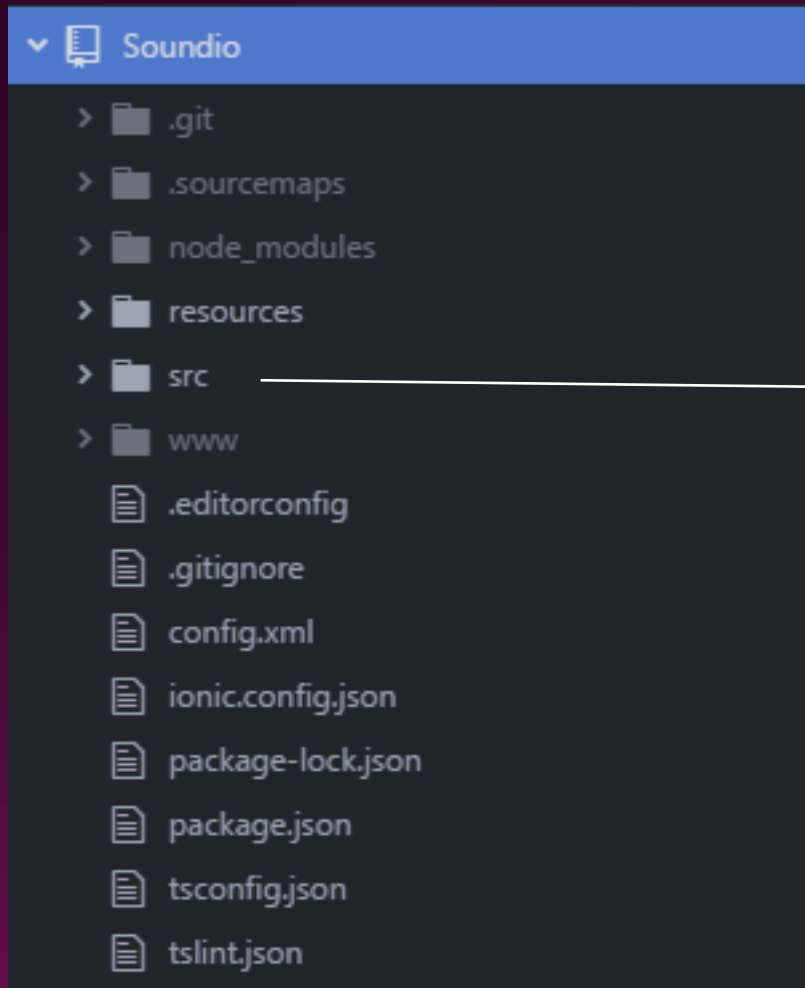 Soundio
.git
.sourcemaps
node_modules
resources
src
www
.editorconfig
.gitignore
config.xml
ionic.config.json
package-lock.json
package.json
tsconfig.json
tslint.json